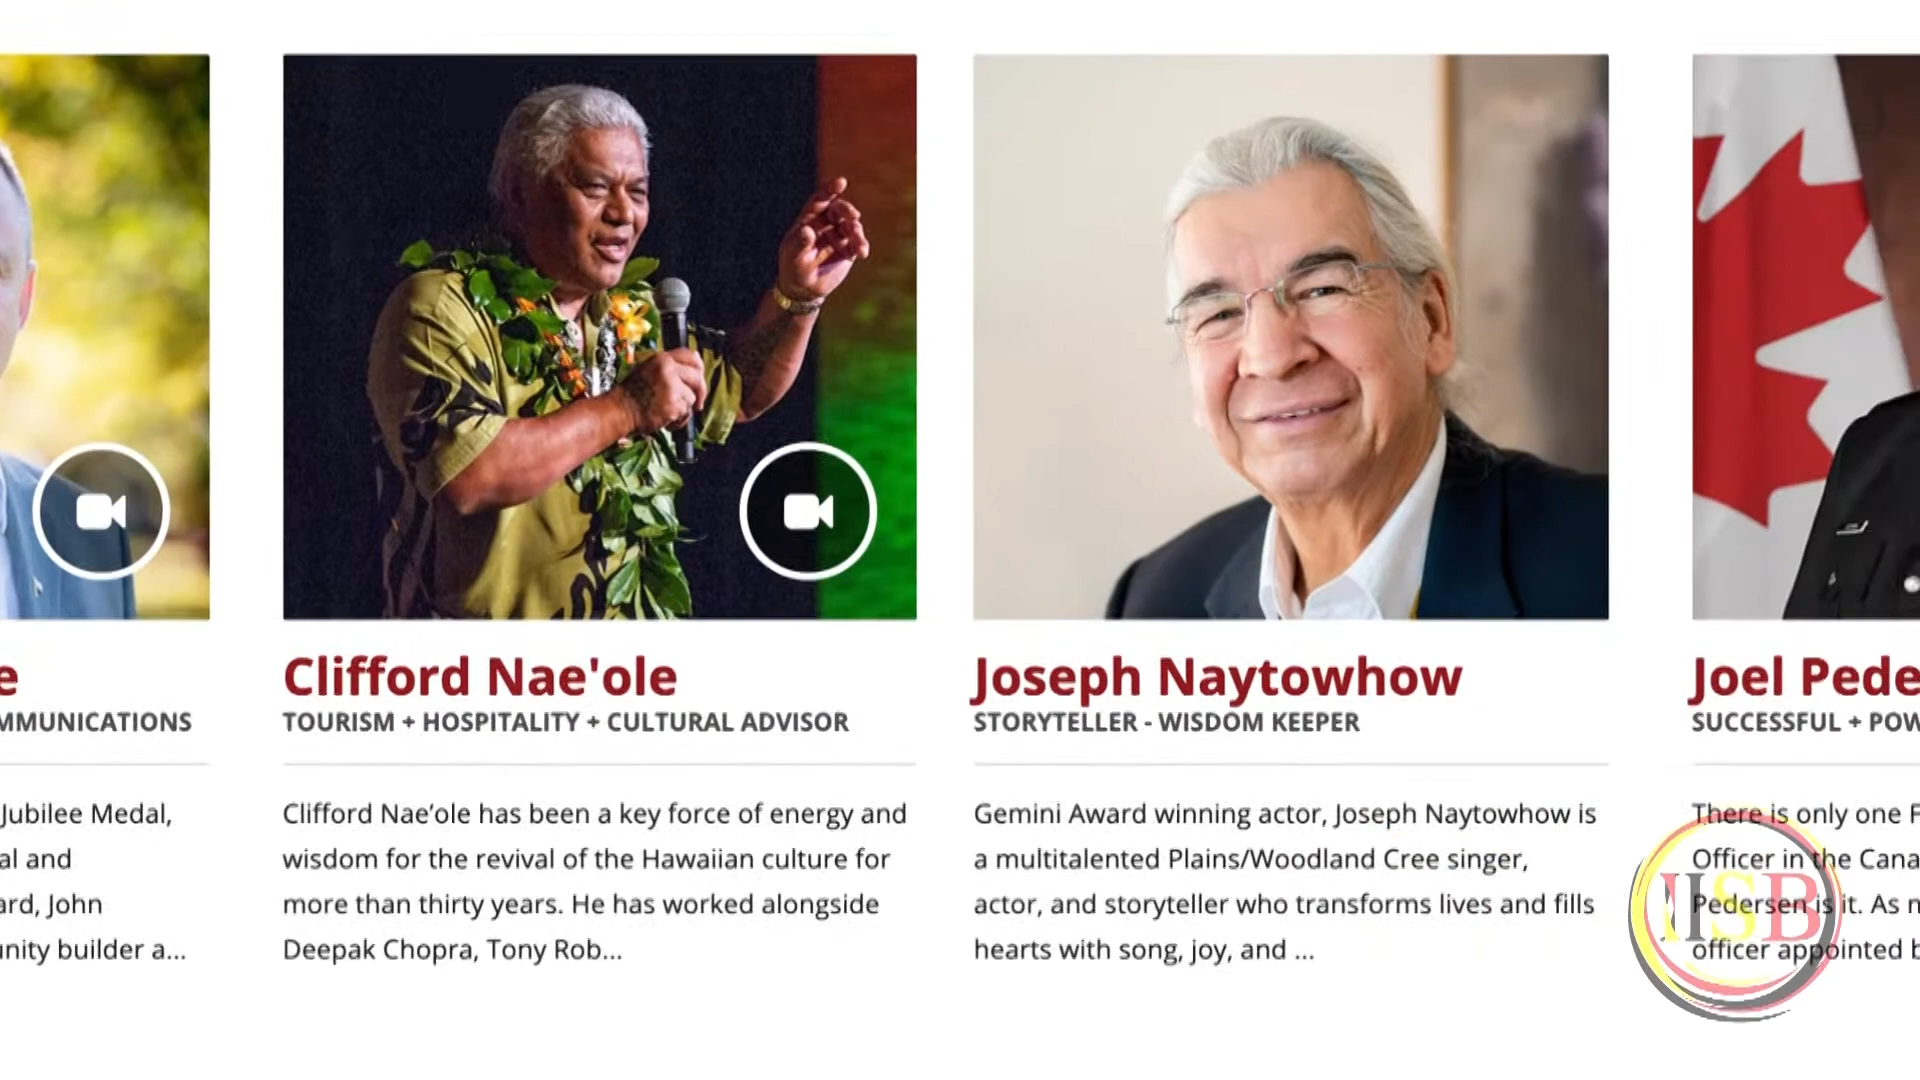 e
MMUNICATIONS
Jubilee Medal,
al and
ard, John
unity builder a...
Clifford Nae'ole
TOURISM + HOSPITALITY + CULTURAL ADVISOR
Clifford Nae’ole has been a key force of energy and
wisdom for the revival of the Hawaiian culture for
more than thirty years. He has worked alongside
Deepak Chopra, Tony Rob...
Joseph Naytowhow
STORYTELLER - WISDOM KEEPER
Gemini Award winning actor, Joseph Naytowhow is
a multitalented Plains/Woodland Cree singer,
actor, and storyteller who transforms lives and fills
hearts with song, joy, and ...
Joel Pede
SUCCESSFUL + POW
There is only one F
Officer in the Cana
Pedersen is it. As n
officer appointed b
IISB